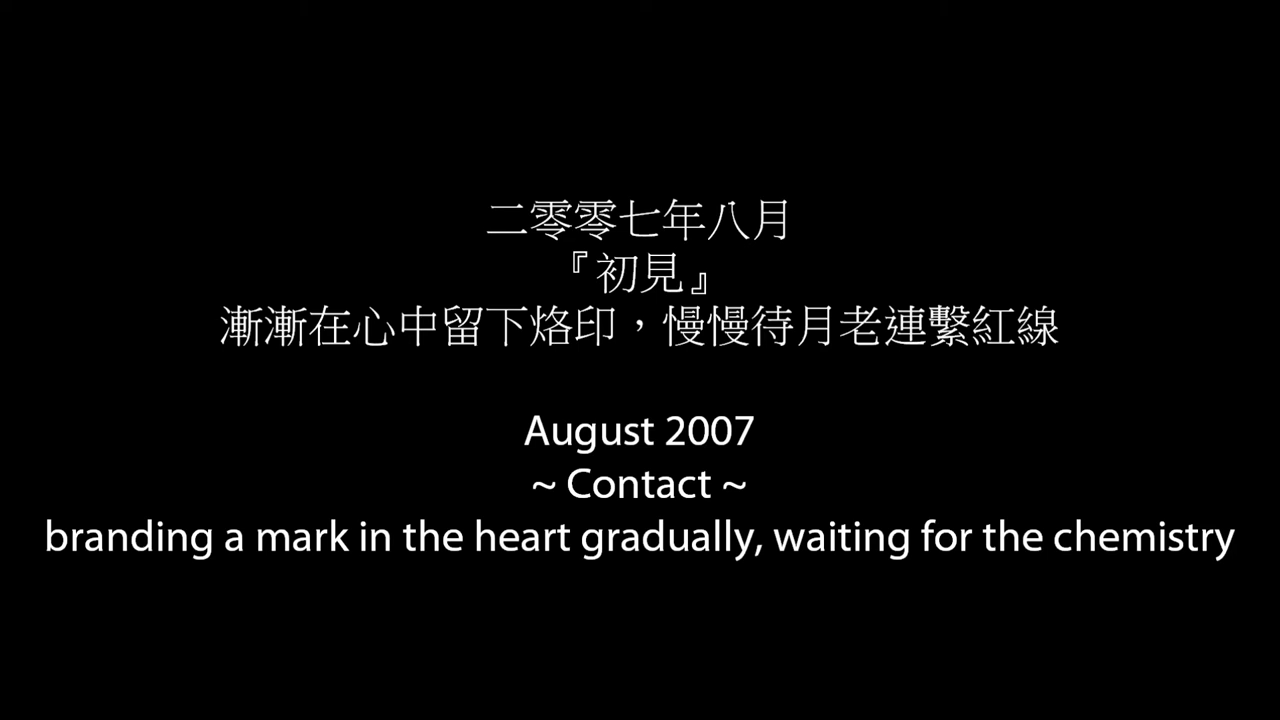 二零零七年八月
『初見』
漸漸在心中留下烙印，慢慢待月老連繫紅線
August 2007
~ Contact ~
branding a mark in the heart gradually, waiting for the chemistry